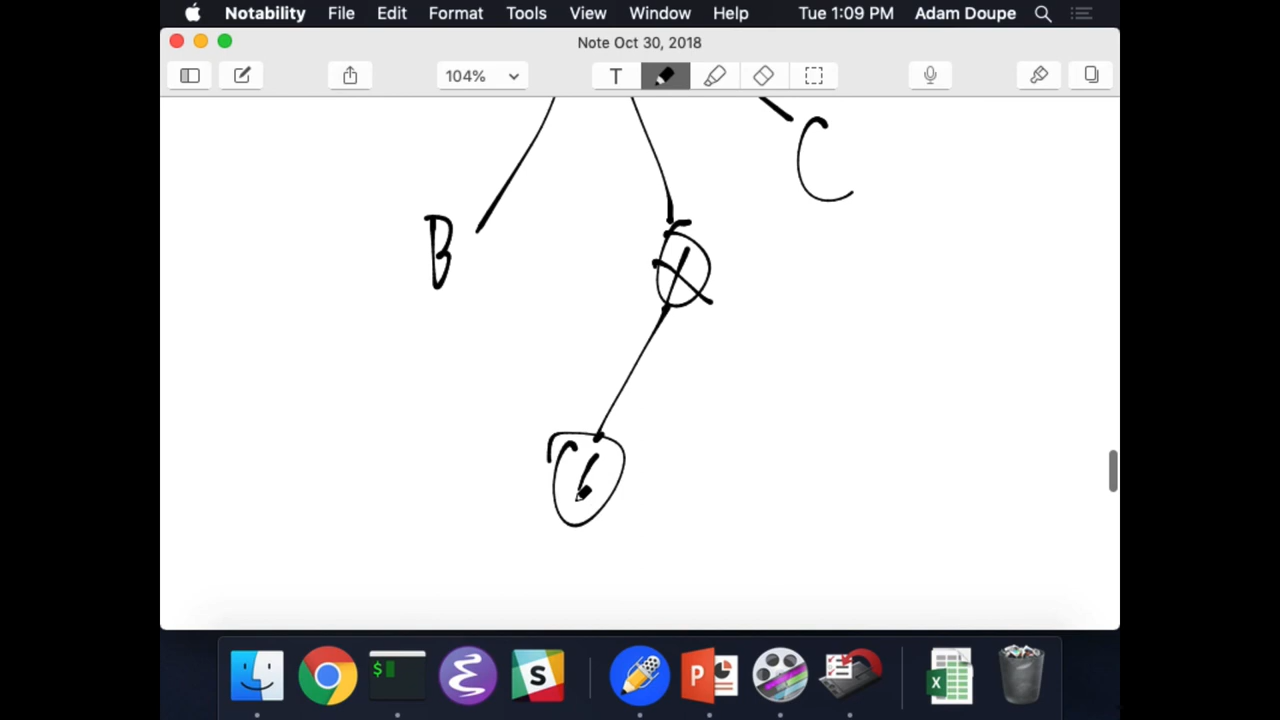 Notability File Edit Format Tools View Window Help Tue 1:09 PM Adam Doupe
Note Oct 30, 2018
104% T
C
B
$
S
P
X